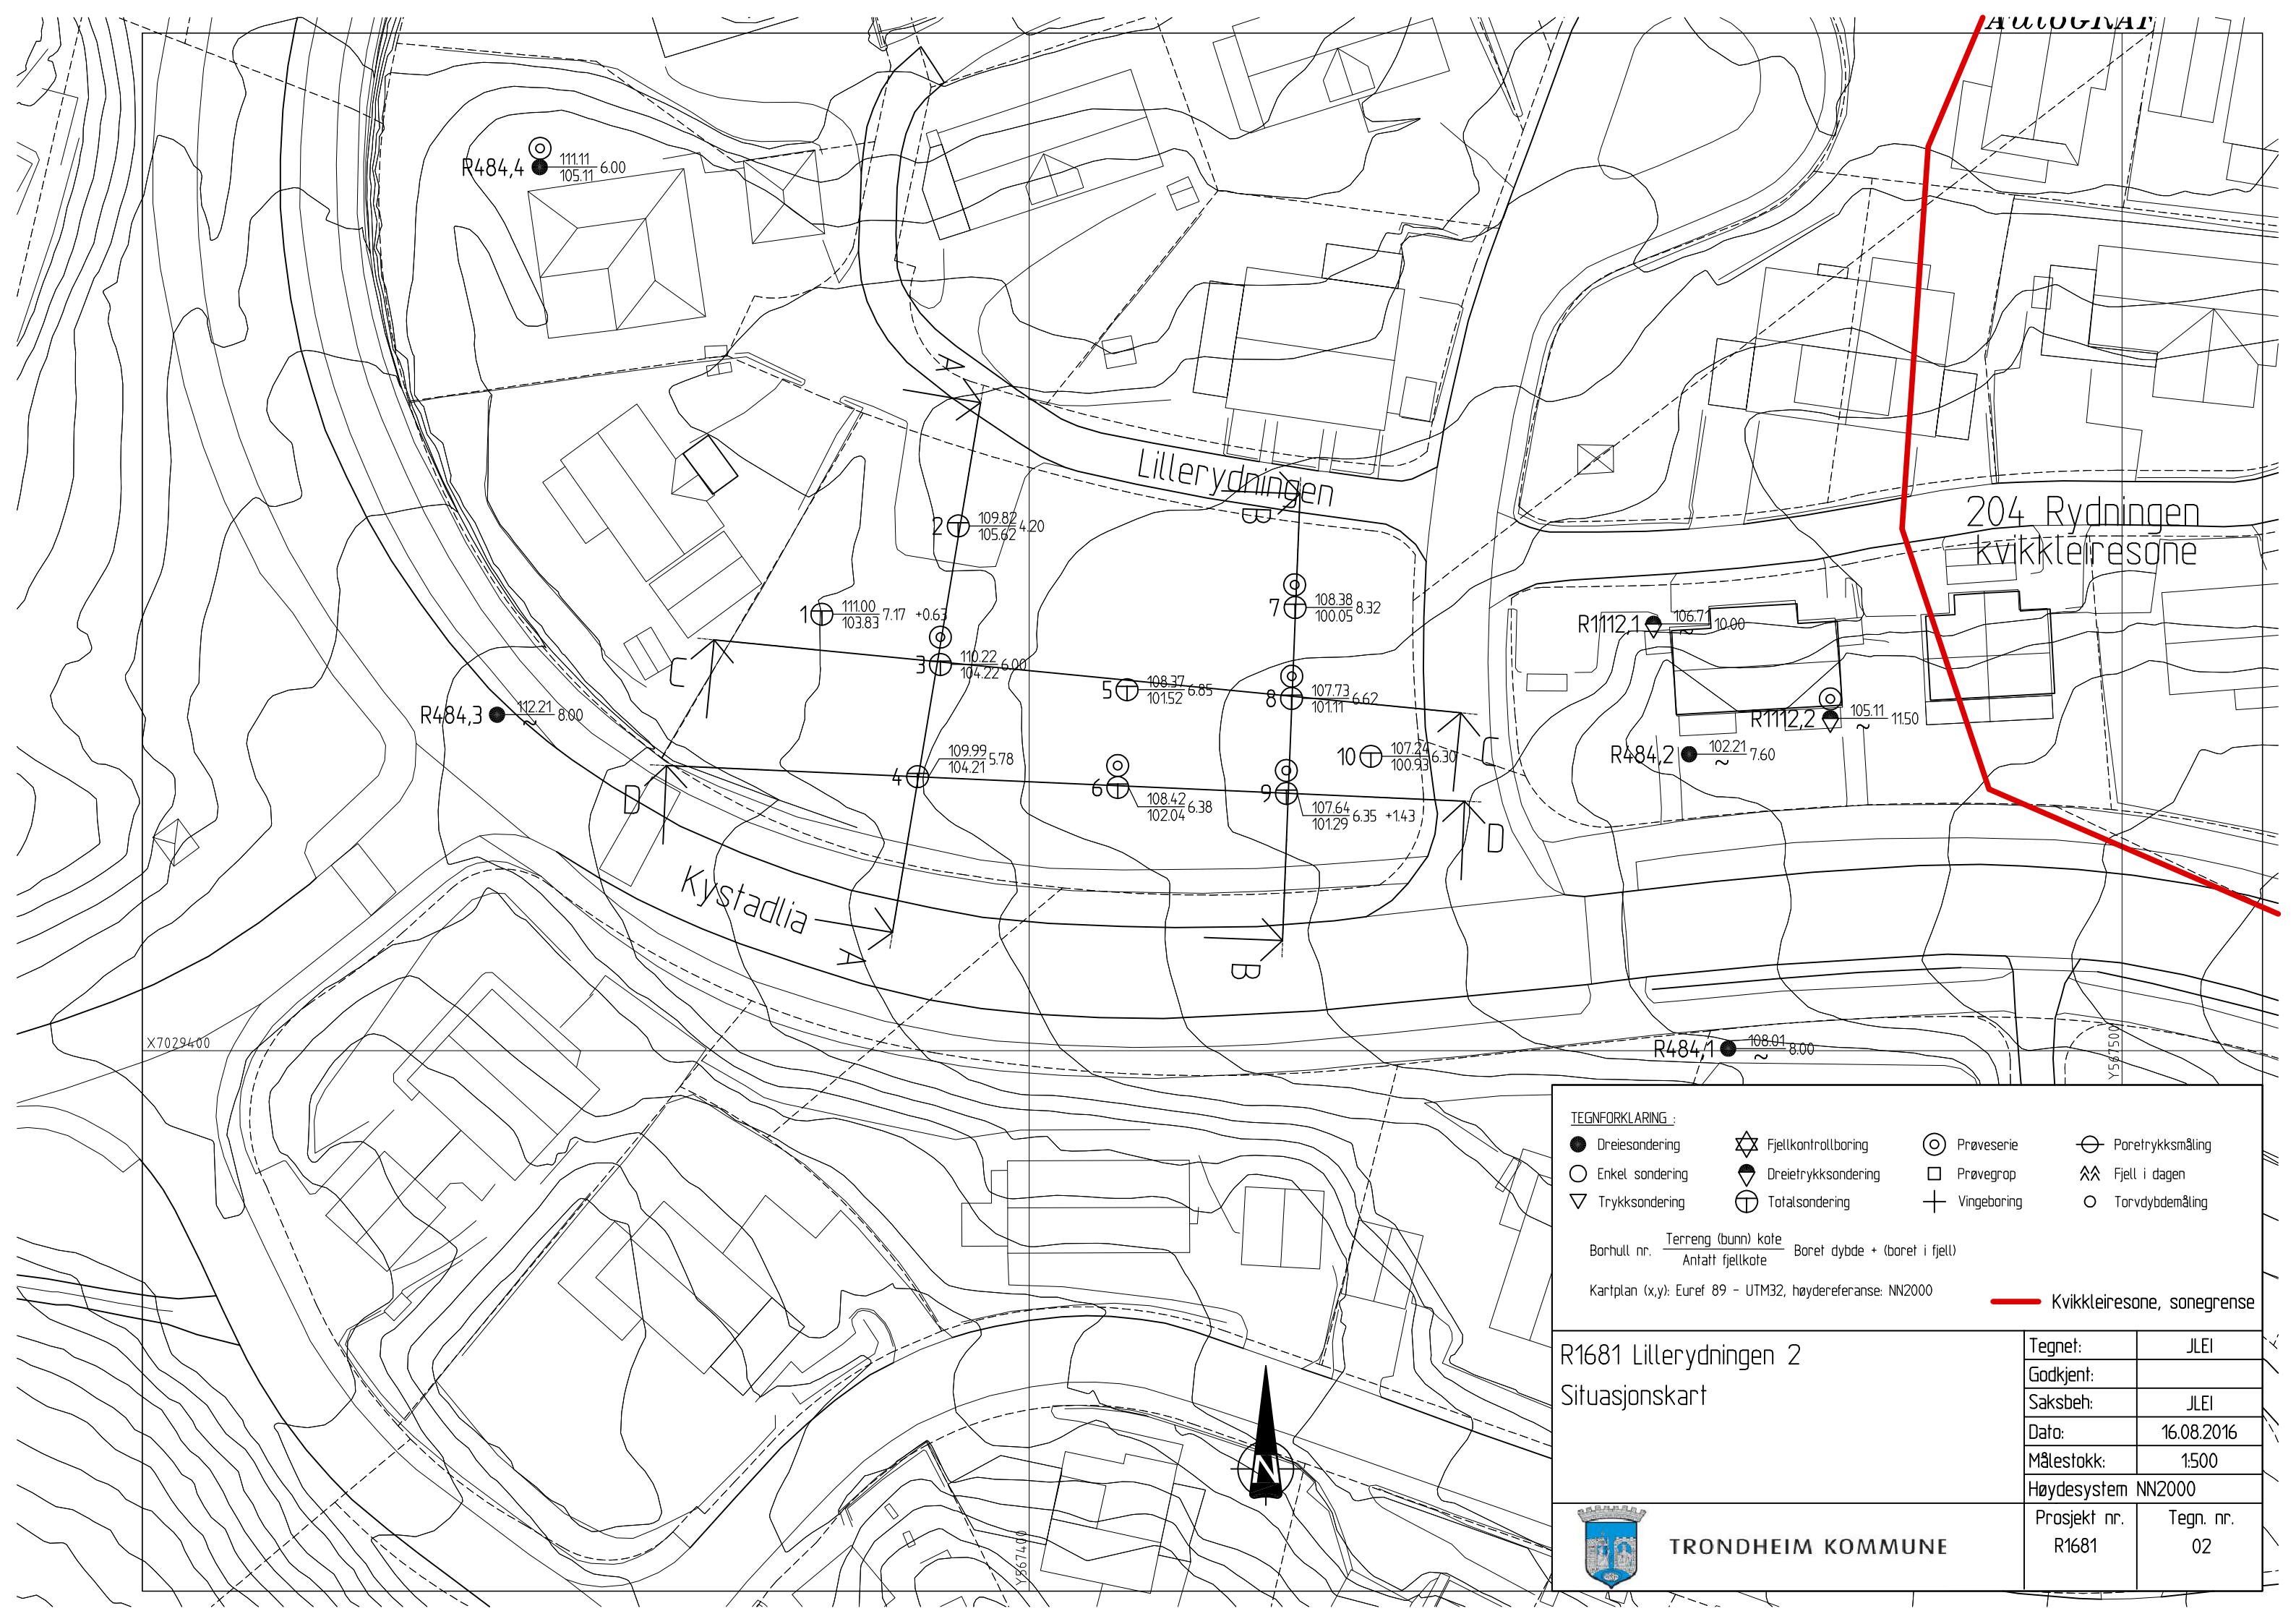 AutoGRAF
R484,4 111.11 6.00
105.11
A
Lillerydningen
B
204 Rydningen
kvikkleiresone
2 109.82 4.20
105.62
1 111.00 7.17 +0.63
103.83
7 108.38 8.32
100.05
R1112,1 106.71 10.00
~
C
3 110.22 6.00
104.22
5 108.37 6.85
101.52
8 107.73 6.62
101.11
R484,3 112.21 8.00
~
R1112,2 105.11 11.50
~
4 109.99 5.78
104.21
10 107.24 6.30
100.93
C
R484,2 102.21 7.60
~
D
6 108.42 6.38
102.04
9 107.64 6.35 +1.43
101.29
D
Kystadlia
A
B
X7029400
R484,1 108.01 8.00
~
Y567500
Y567400
N
TEGNFORKLARING :
Dreiesondering Fjellkontrollboring Prøveserie Poretrykksmåling
Enkel sondering Dreietrykksondering Prøvegrop Fjell i dagen
Trykksondering Totalsondering Vingeboring Torvdybdemåling
Borhull nr. Terreng (bunn) kote Boret dybde + (boret i fjell)
Antatt fjellkote
Kartplan (x,y): Euref 89 - UTM32, høydereferanse: NN2000
Kvikkleiresone, sonegrense
R1681 Lillerydningen 2
Situasjonskart
Tegnet: JLEI
Godkjent:
Saksbeh: JLEI
Dato: 16.08.2016
Målestokk: 1:500
Høydesystem NN2000
Prosjekt nr. Tegn. nr.
R1681 02
TRONDHEIM KOMMUNE